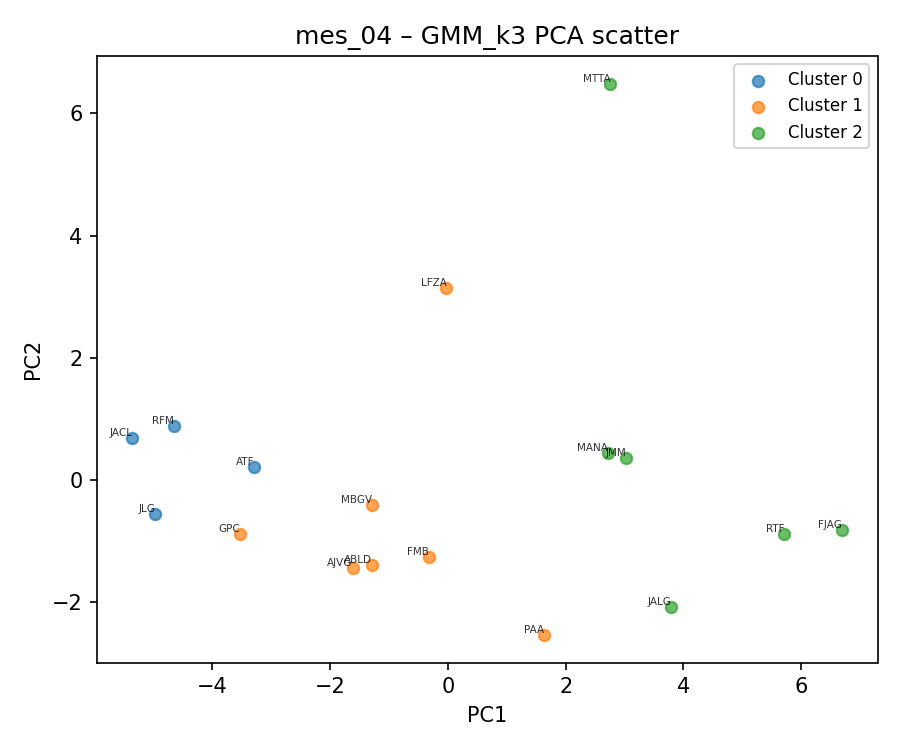 mes_04 – GMM_k3 PCA scatter
MTTA
Cluster 0
Cluster 1
Cluster 2
6
4
LFZA
PC2
2
RFM
JACL
ATF
MANA
0
JLG
MBGV
GPC
RTF
FJAG
AJVG
ABLD
FMB
JALG
−2
PAA
−4
−2
0
2
4
6
PC1